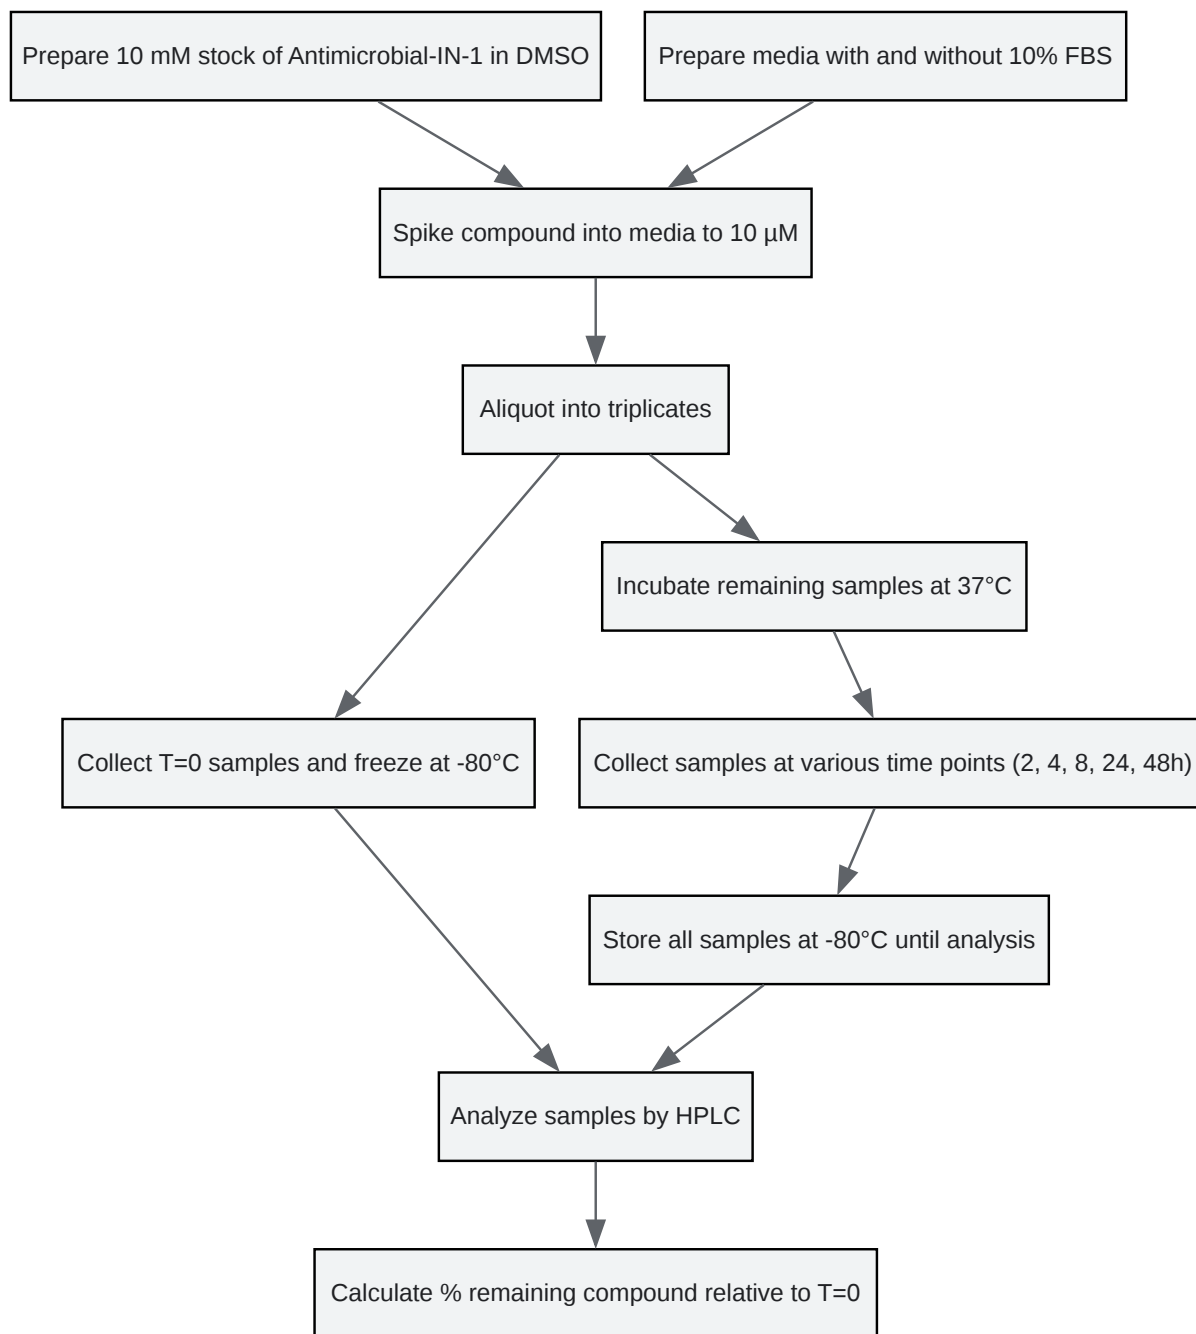 Prepare 10 mM stock of Antimicrobial-IN-1 in DMSO
Prepare media with and without 10% FBS
Spike compound into media to 10 µM
Aliquot into triplicates
Incubate remaining samples at 37°C
Collect T=0 samples and freeze at -80°C
Collect samples at various time points (2, 4, 8, 24, 48h)
Store all samples at -80°C until analysis
Analyze samples by HPLC
Calculate % remaining compound relative to T=0